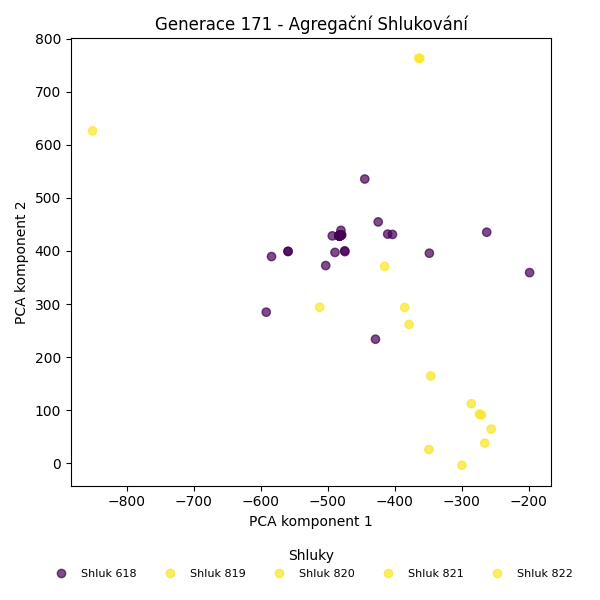 Generace 171 - Agregační Shlukování
PCA komponent 2
800
700
600
500
400
300
200
100
0
−800 −700 −600 −500 −400 −300 −200
PCA komponent 1
Shluky
Shluk 618 Shluk 819 Shluk 820 Shluk 821 Shluk 822